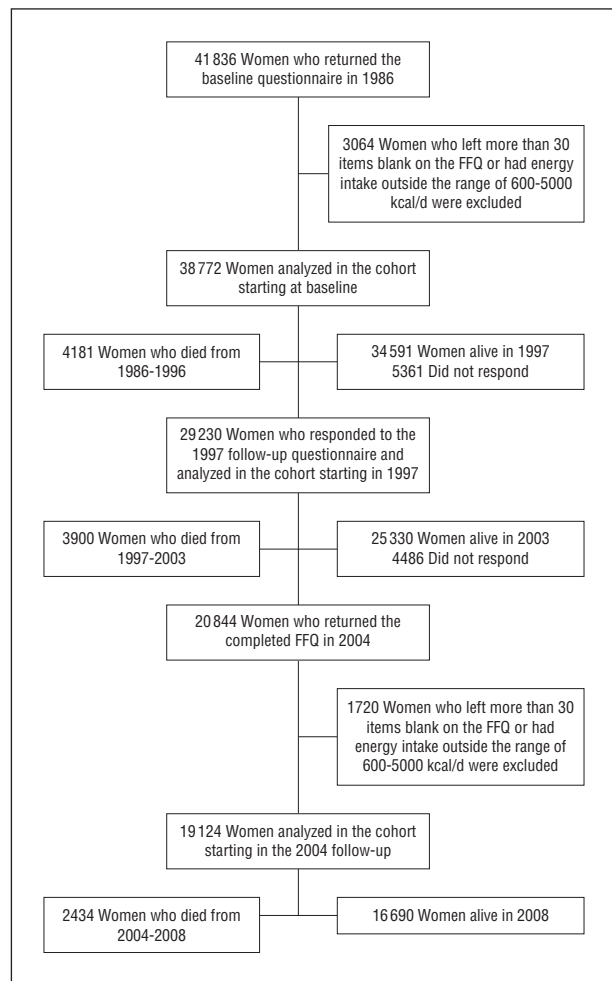 41 836 Women who returned the
baseline questionnaire in 1986
3064 Women who left more than 30
items blank on the FFQ or had energy
intake outside the range of 600-5000
kcal/d were excluded
38 772 Women analyzed in the cohort
starting at baseline
4181 Women who died from
1986-1996
34 591 Women alive in 1997
5361 Did not respond
29 230 Women who responded to the
1997 follow-up questionnaire and
analyzed in the cohort starting in 1997
3900 Women who died from
1997-2003
25 330 Women alive in 2003
4486 Did not respond
20 844 Women who returned the
completed FFQ in 2004
1720 Women who left more than 30
items blank on the FFQ or had
energy intake outside the range of
600-5000 kcal/d were excluded
19 124 Women analyzed in the cohort
starting in the 2004 follow-up
2434 Women who died from
2004-2008
16 690 Women alive in 2008